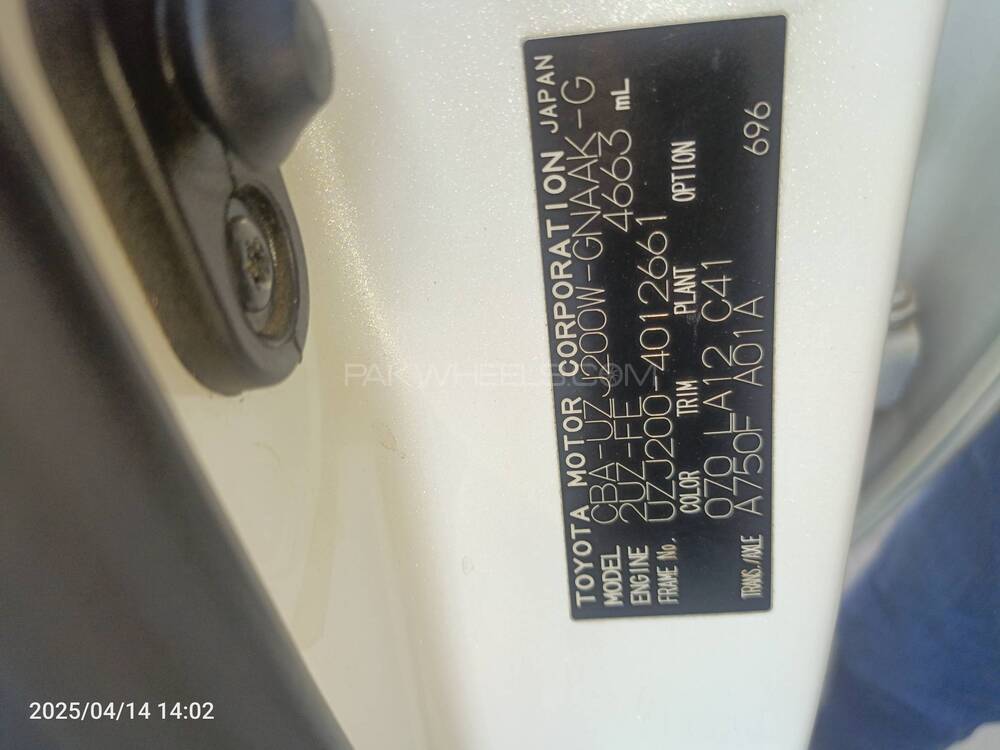 TOYOTA MOTOR CORPORATION JAPAN
MODEL CBA-UZJ200W-GNAAK-G
ENGINE 2UZ-FE 4663 mL
FRAME No. UZJ200-4012661
COLOR TRIM PLANT OPTION
070 LA12 C41
TRANS./AXLE A750F A01A 696
PAKWHEELS.COM
2025/04/14 14:02